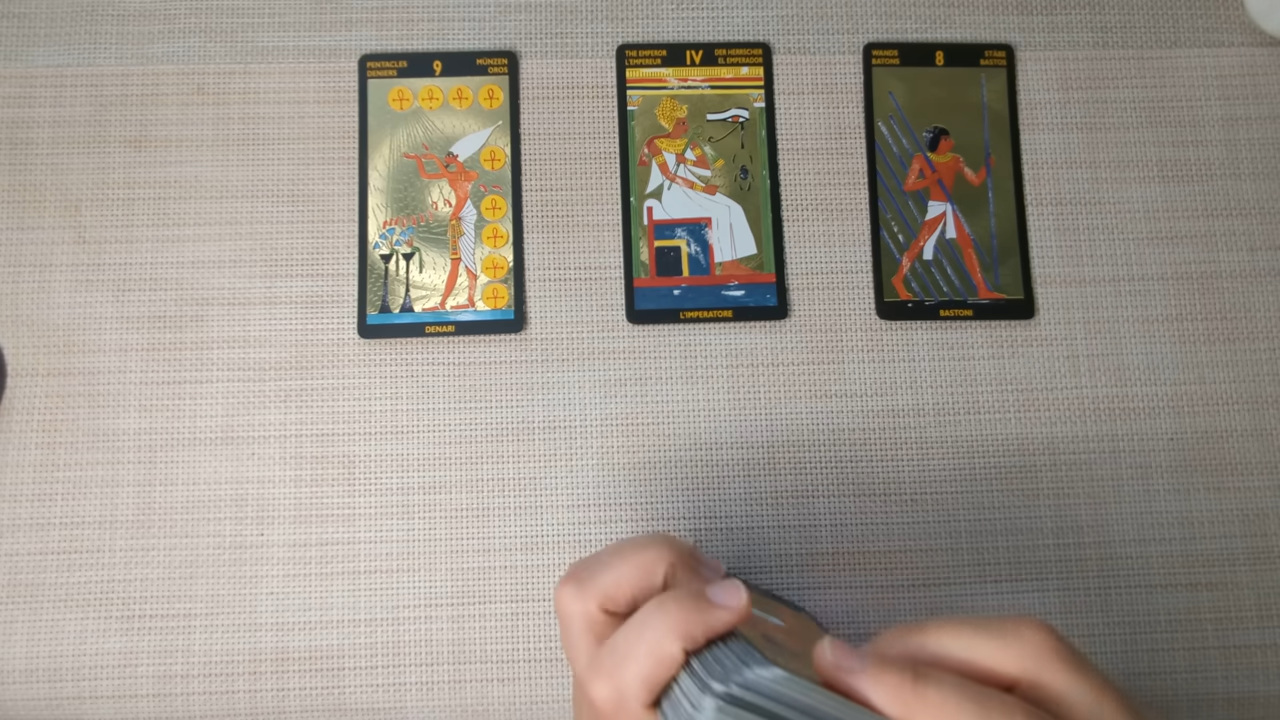 PENTACLES 9 MÜNZEN
DENIERS OROS
DENARI
THE EMPEROR IV DER HERRSCHER
L'EMPEREUR EL EMPERADOR
L'IMPERATORE
WANDS 8 STÄBE
BATONS BASTOS
BASTONI